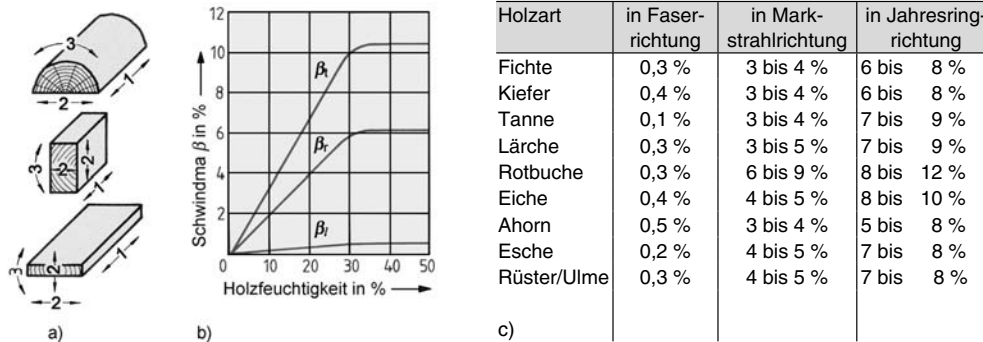 3
1
2
3
2
2
1
3
2
2
1
a)
Schwindmaß β in %
12
10
8
6
4
2
βt
βr
βl
0 10 20 30 40 50
Holzfeuchtigkeit in %
b)
Holzart in Faser- in Mark- in Jahresring-
richtung strahlrichtung richtung
Fichte 0,3 % 3 bis 4 % 6 bis 8 %
Kiefer 0,4 % 3 bis 4 % 6 bis 8 %
Tanne 0,1 % 3 bis 4 % 7 bis 9 %
Lärche 0,3 % 3 bis 5 % 7 bis 9 %
Rotbuche 0,3 % 6 bis 9 % 8 bis 12 %
Eiche 0,4 % 4 bis 5 % 8 bis 10 %
Ahorn 0,5 % 3 bis 4 % 5 bis 8 %
Esche 0,2 % 4 bis 5 % 7 bis 8 %
Rüster/Ulme 0,3 % 4 bis 5 % 7 bis 8 %
c)